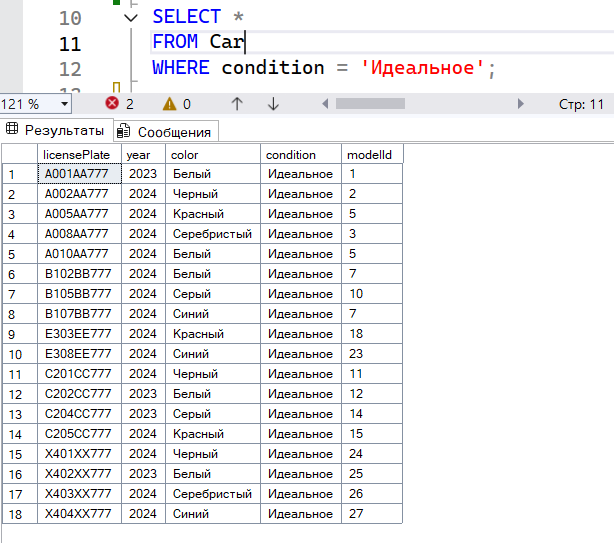 10 SELECT *
11 FROM Car
12 WHERE condition = 'Идеальное';
121 % 2 0 Стр: 11
Результаты Сообщения
licensePlate year color condition modelId
1 A001AA777 2023 Белый Идеальное 1
2 A002AA777 2024 Черный Идеальное 2
3 A005AA777 2024 Красный Идеальное 5
4 A008AA777 2024 Серебристый Идеальное 3
5 A010AA777 2024 Белый Идеальное 5
6 B102BB777 2024 Белый Идеальное 7
7 B105BB777 2024 Серый Идеальное 10
8 B107BB777 2024 Синий Идеальное 7
9 E303EE777 2024 Красный Идеальное 18
10 E308EE777 2024 Синий Идеальное 23
11 C201CC777 2024 Черный Идеальное 11
12 C202CC777 2023 Белый Идеальное 12
13 C204CC777 2023 Серый Идеальное 14
14 C205CC777 2024 Красный Идеальное 15
15 X401XX777 2024 Черный Идеальное 24
16 X402XX777 2023 Белый Идеальное 25
17 X403XX777 2024 Серебристый Идеальное 26
18 X404XX777 2024 Синий Идеальное 27